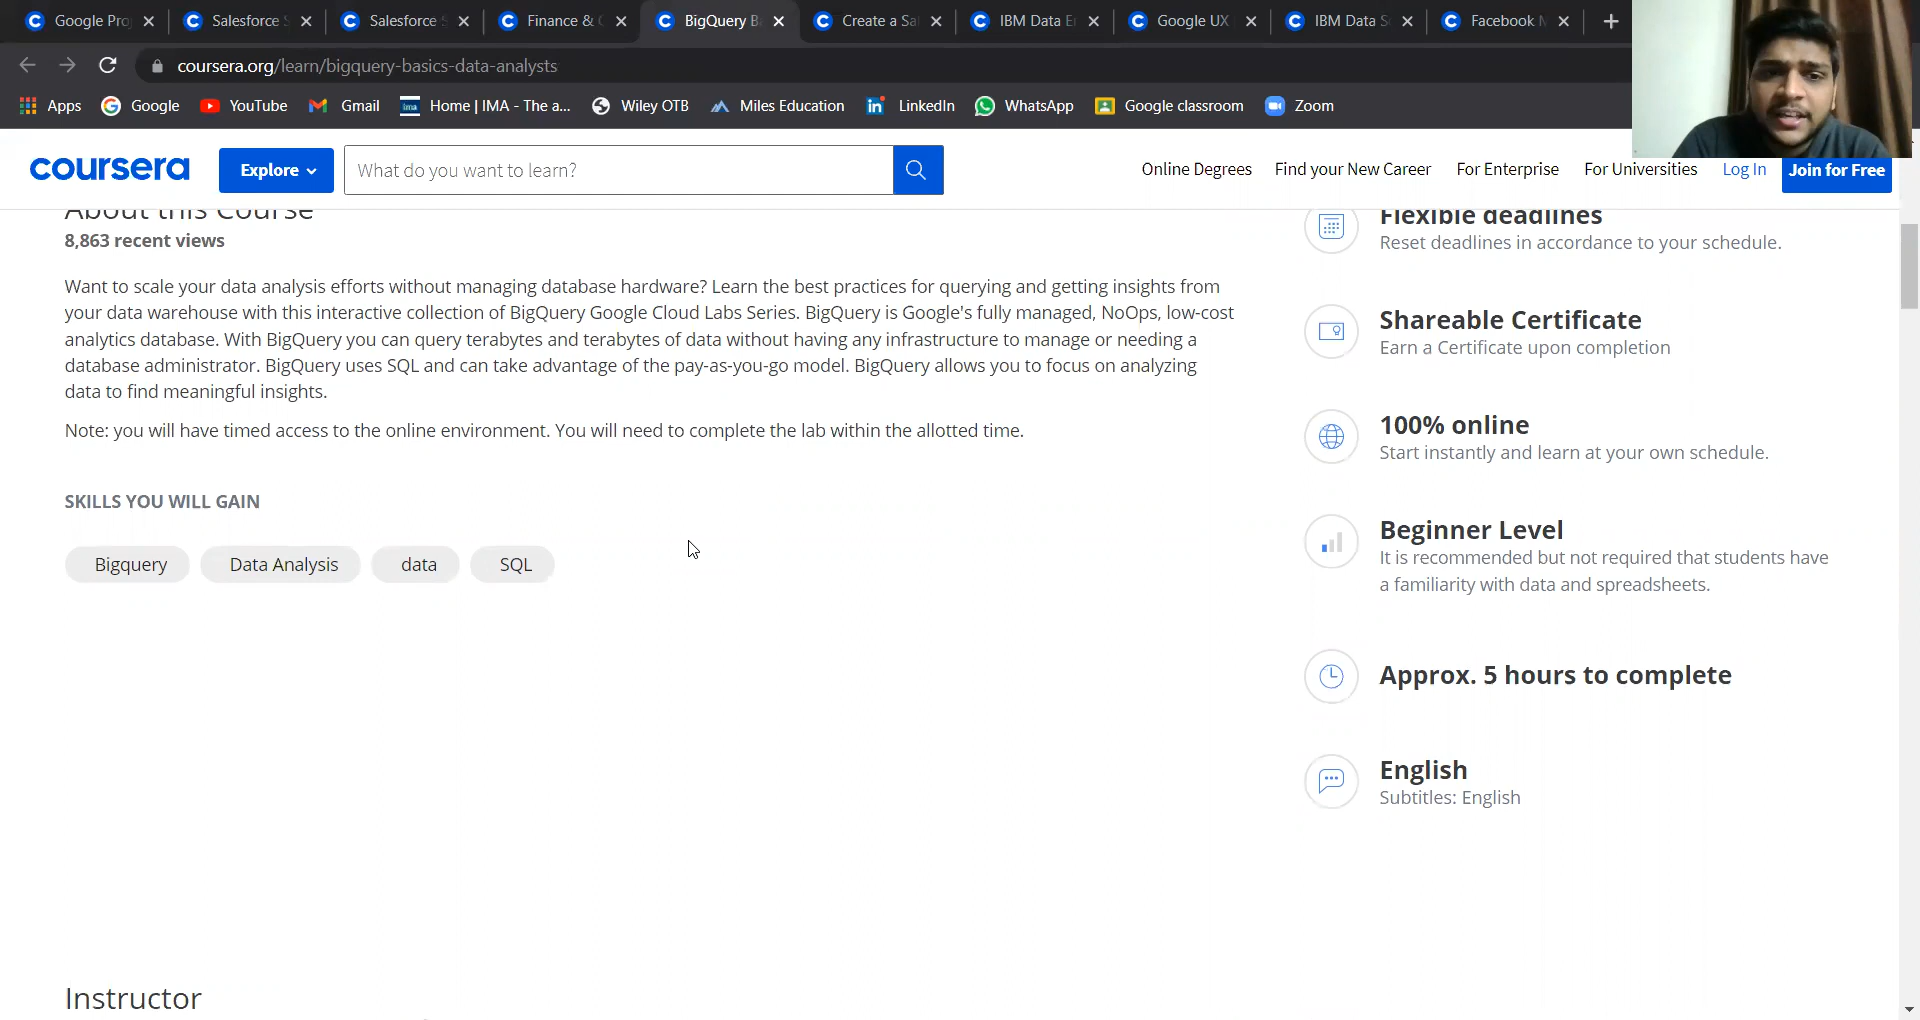 Google Pro
Salesforce S
Salesforce S
Finance &
BigQuery B
Create a Sal
IBM Data E
Google UX
IBM Data S
Facebook M
coursera.org/learn/bigquery-basics-data-analysts
Apps
Google
YouTube
Gmail
Home | IMA - The a...
Wiley OTB
Miles Education
LinkedIn
WhatsApp
Google classroom
Zoom
coursera
Explore
What do you want to learn?
Online Degrees
Find your New Career
For Enterprise
For Universities
Log In
Join for Free
About this Course
8,863 recent views
Want to scale your data analysis efforts without managing database hardware? Learn the best practices for querying and getting insights from
your data warehouse with this interactive collection of BigQuery Google Cloud Labs Series. BigQuery is Google's fully managed, NoOps, low-cost
analytics database. With BigQuery you can query terabytes and terabytes of data without having any infrastructure to manage or needing a
database administrator. BigQuery uses SQL and can take advantage of the pay-as-you-go model. BigQuery allows you to focus on analyzing
data to find meaningful insights.
Note: you will have timed access to the online environment. You will need to complete the lab within the allotted time.
SKILLS YOU WILL GAIN
Bigquery
Data Analysis
data
SQL
Flexible deadlines
Reset deadlines in accordance to your schedule.
Shareable Certificate
Earn a Certificate upon completion
100% online
Start instantly and learn at your own schedule.
Beginner Level
It is recommended but not required that students have
a familiarity with data and spreadsheets.
Approx. 5 hours to complete
English
Subtitles: English
Instructor